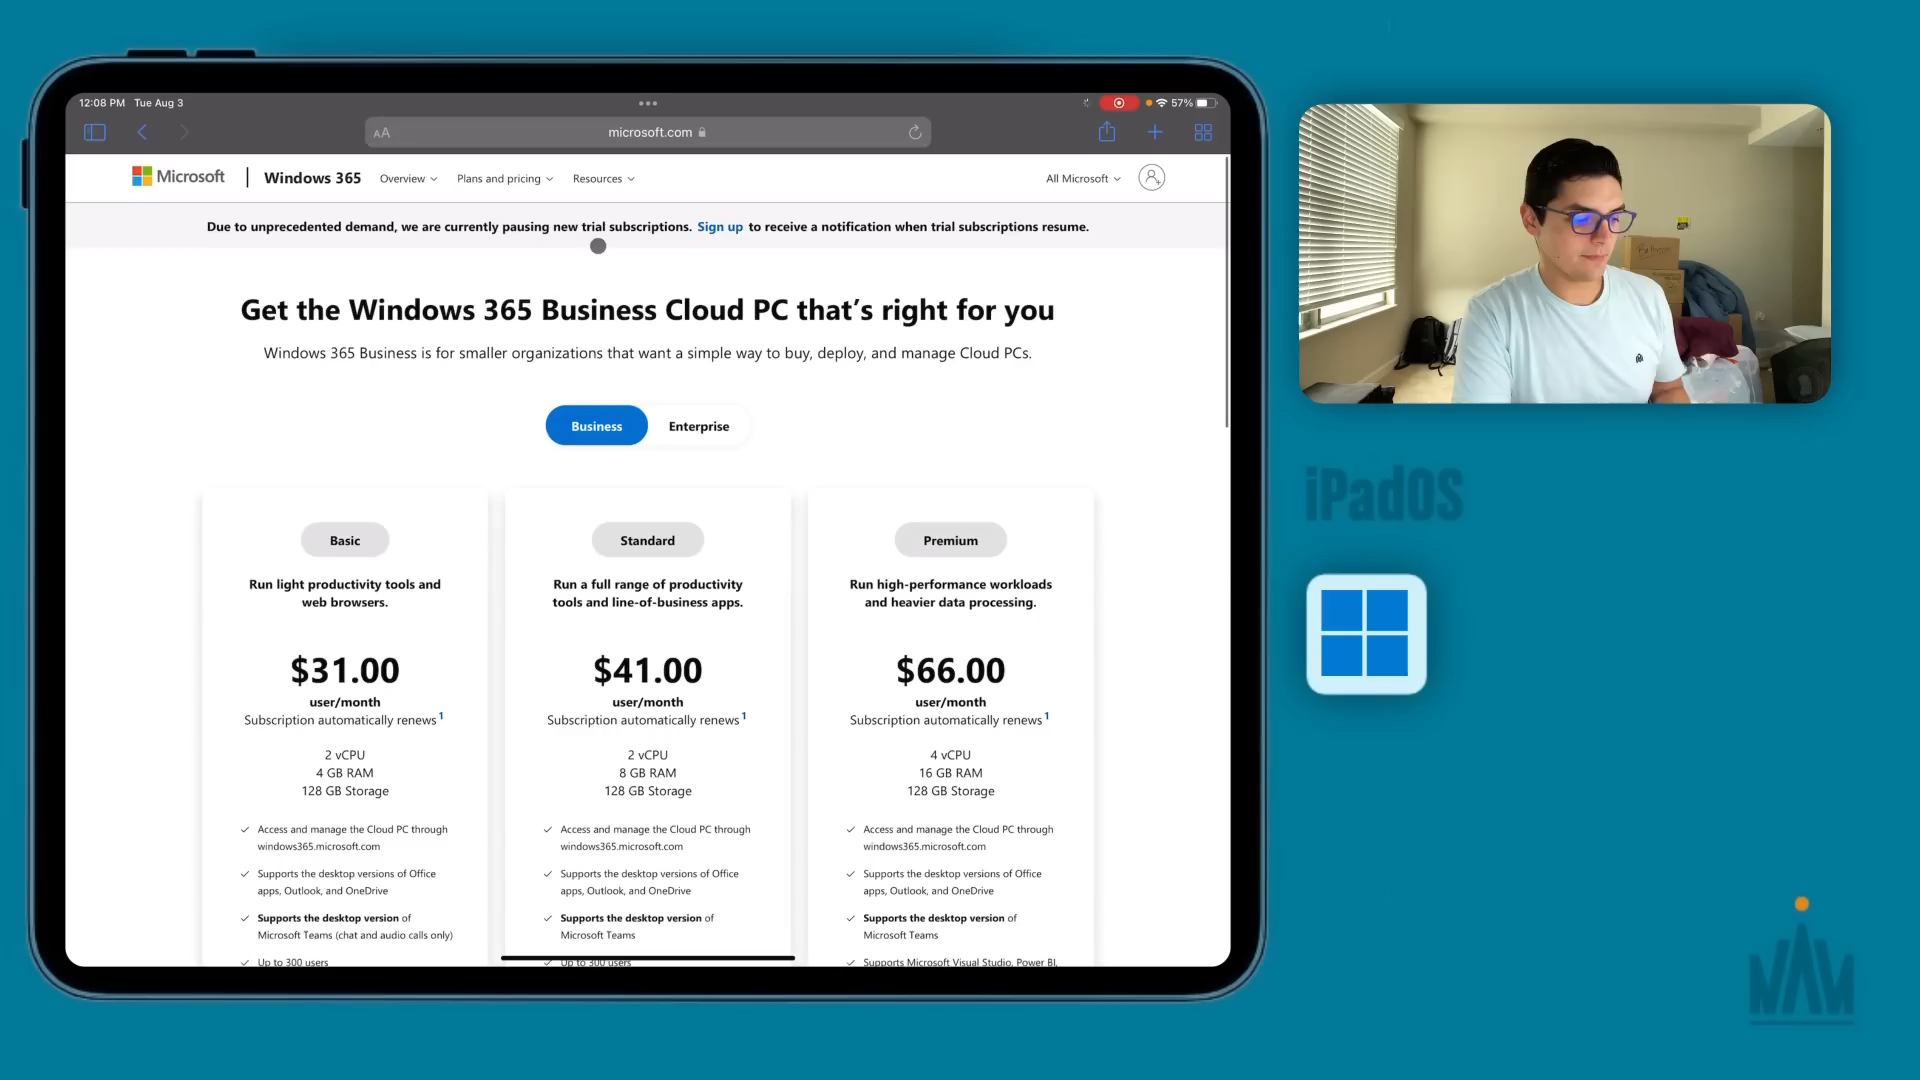 12:08 PM Tue Aug 3
57%
AA
microsoft.com
Microsoft
Windows 365
Overview
Plans and pricing
Resources
All Microsoft
Due to unprecedented demand, we are currently pausing new trial subscriptions. Sign up to receive a notification when trial subscriptions resume.
Get the Windows 365 Business Cloud PC that’s right for you
Windows 365 Business is for smaller organizations that want a simple way to buy, deploy, and manage Cloud PCs.
Business
Enterprise
Basic
Run light productivity tools and
web browsers.
$31.00
user/month
Subscription automatically renews 1
2 vCPU
4 GB RAM
128 GB Storage
Access and manage the Cloud PC through
windows365.microsoft.com
Supports the desktop versions of Office
apps, Outlook, and OneDrive
Supports the desktop version of
Microsoft Teams (chat and audio calls only)
Up to 300 users
Standard
Run a full range of productivity
tools and line-of-business apps.
$41.00
user/month
Subscription automatically renews 1
2 vCPU
8 GB RAM
128 GB Storage
Access and manage the Cloud PC through
windows365.microsoft.com
Supports the desktop versions of Office
apps, Outlook, and OneDrive
Supports the desktop version of
Microsoft Teams
Up to 300 users
Premium
Run high-performance workloads
and heavier data processing.
$66.00
user/month
Subscription automatically renews 1
4 vCPU
16 GB RAM
128 GB Storage
Access and manage the Cloud PC through
windows365.microsoft.com
Supports the desktop versions of Office
apps, Outlook, and OneDrive
Supports the desktop version of
Microsoft Teams
Supports Microsoft Visual Studio, Power BI,
iPadOS